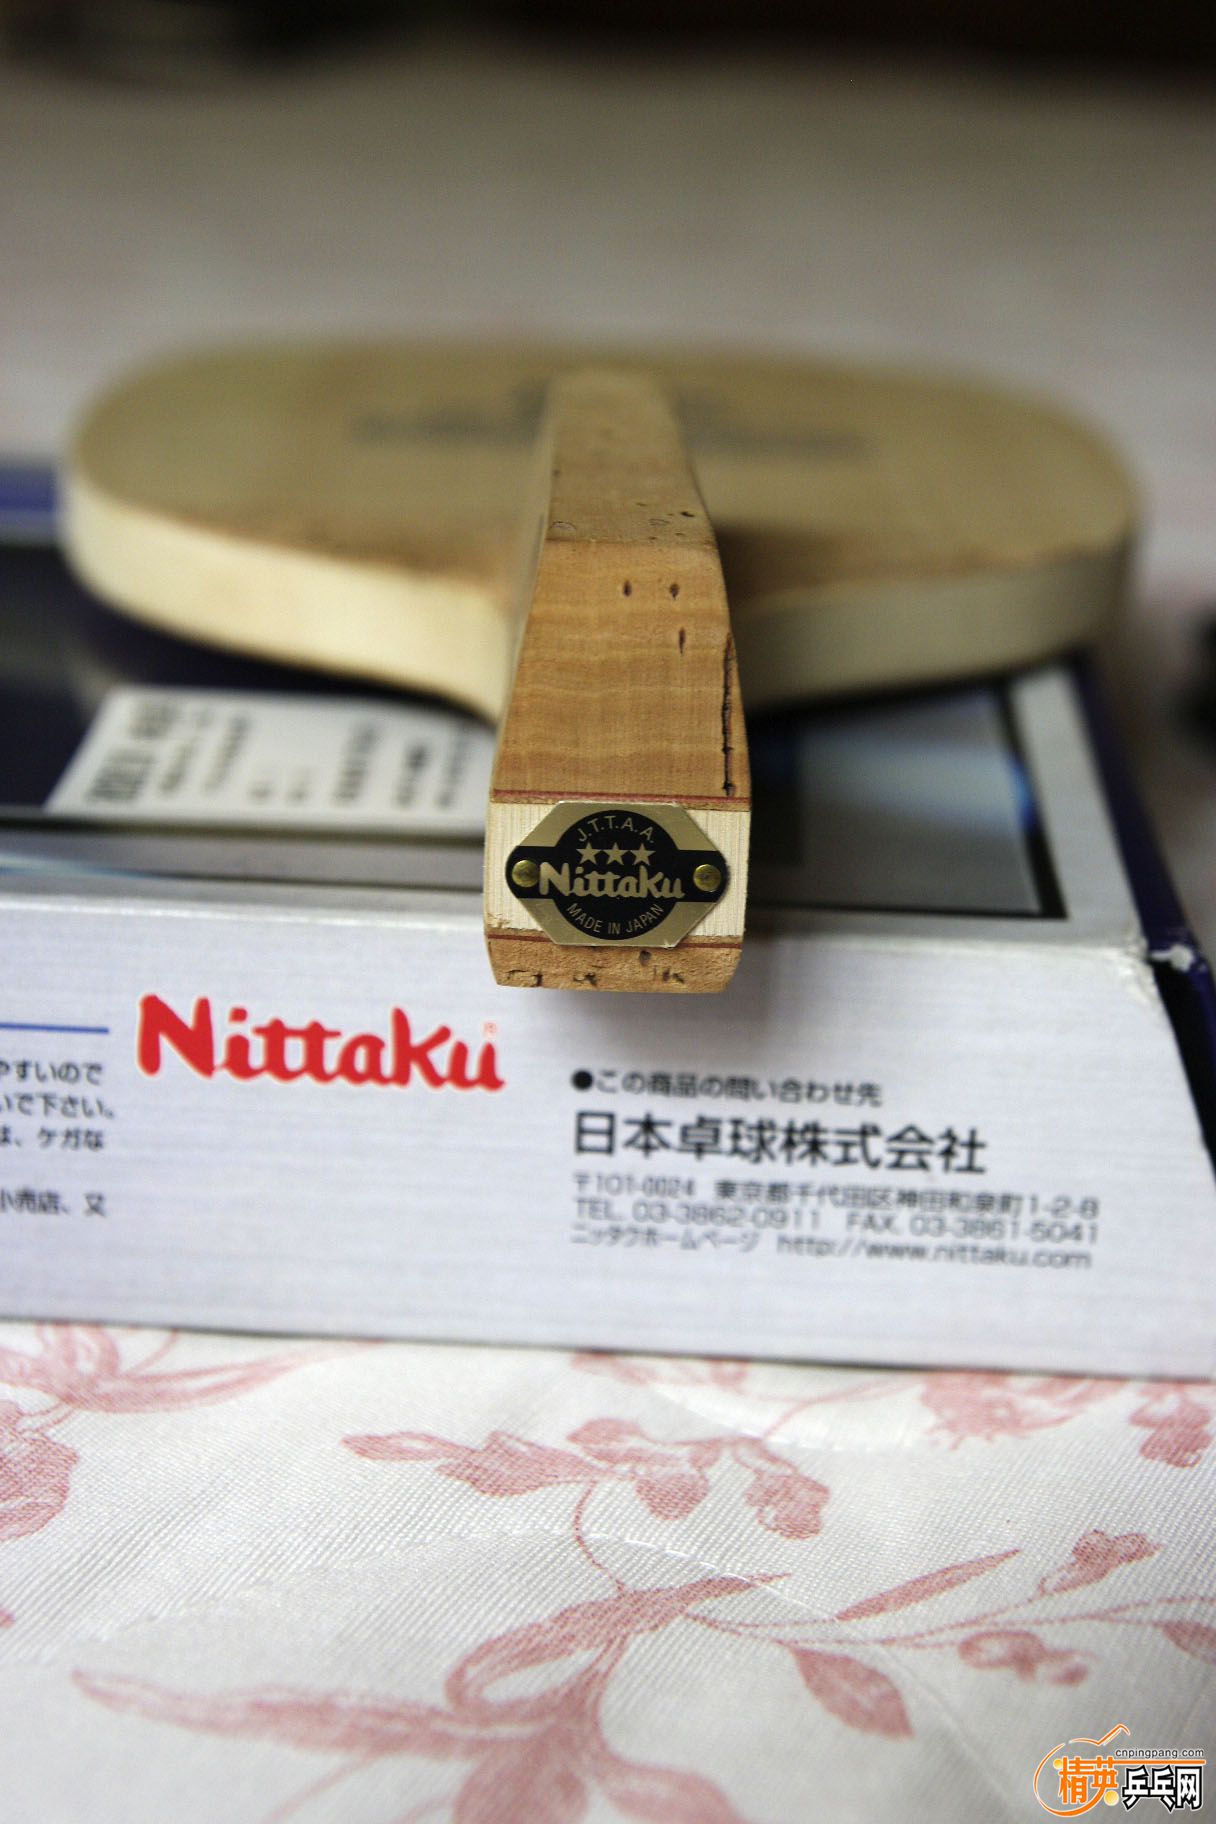 J.T.T.A.A.
Nittaku
MADE IN JAPAN
Nittaku
やすいので
いで下さい。
は、ケガな
小売店、又
●この商品の問い合わせ先
日本卓球株式会社
〒101-0024 東京都千代田区神田和泉町1-2-8
TEL. 03-3862-0911 FAX. 03-3861-5041
ニッタクホームページ http://www.nittaku.com
cnpingpang.com
精英乒乓网